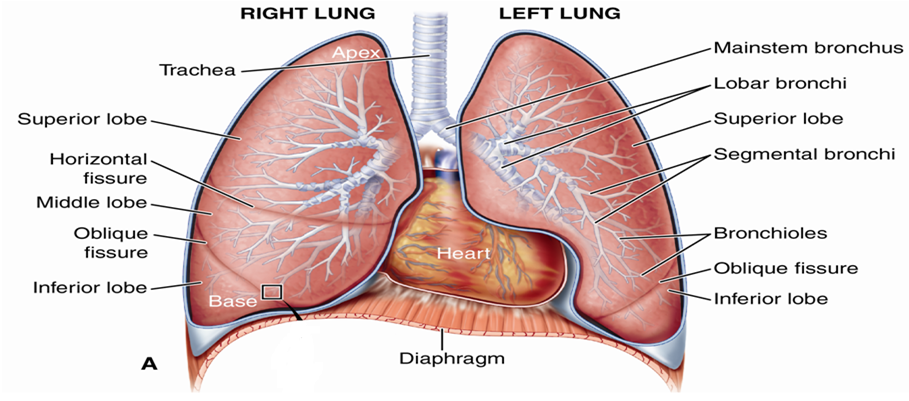 RIGHT LUNG
LEFT LUNG
Apex
Trachea
Superior lobe
Horizontal
fissure
Middle lobe
Oblique
fissure
Inferior lobe
Base
Heart
Diaphragm
A
Mainstem bronchus
Lobar bronchi
Superior lobe
Segmental bronchi
Bronchioles
Oblique fissure
Inferior lobe